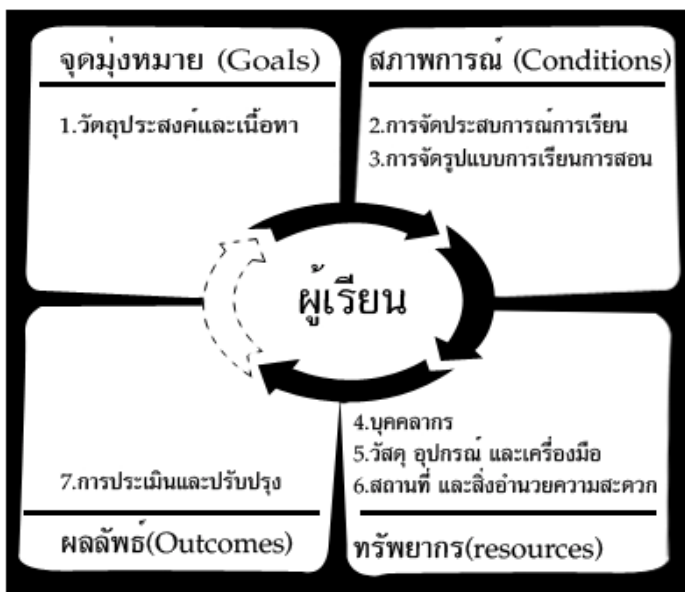 จุดมุ่งหมาย (Goals)
1.วัตถุประสงค์และเนื้อหา
สภาพการณ์ (Conditions)
2.การจัดประสบการณ์การเรียน
3.การจัดรูปแบบการเรียนการสอน
ผู้เรียน
4.บุคคลากร
5.วัสดุ อุปกรณ์ และเครื่องมือ
6.สถานที่ และสิ่งอำนวยความสะดวก
ทรัพยากร(resources)
7.การประเมินและปรับปรุง
ผลลัพธ์(Outcomes)